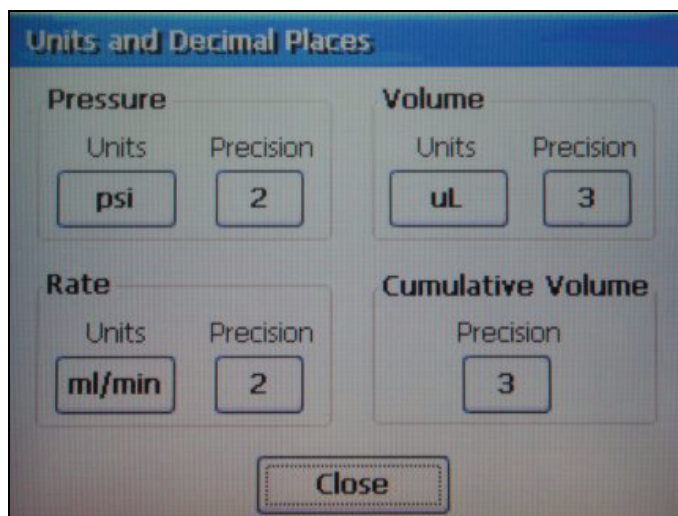 Units and Decimal Places
Pressure
Units Precision
psi 2
Volume
Units Precision
uL 3
Rate
Units Precision
ml/min 2
Cumulative Volume
Precision
3
Close